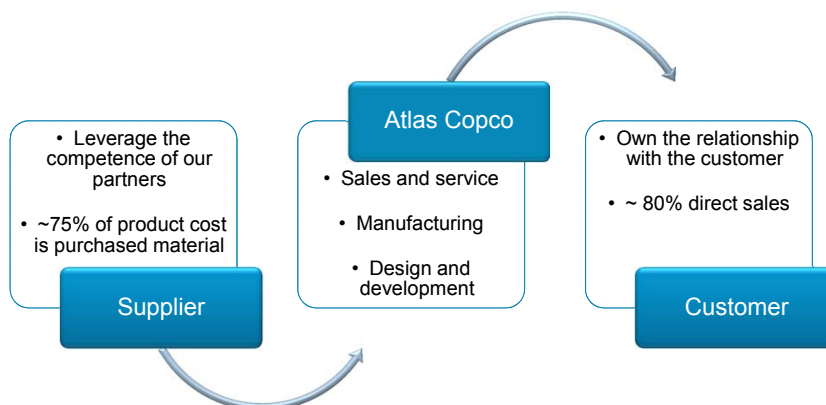 • Leverage the
competence of our
partners
• ~75% of product cost
is purchased material
Supplier
Atlas Copco
• Sales and service
• Manufacturing
• Design and
development
• Own the relationship
with the customer
• ~ 80% direct sales
Customer